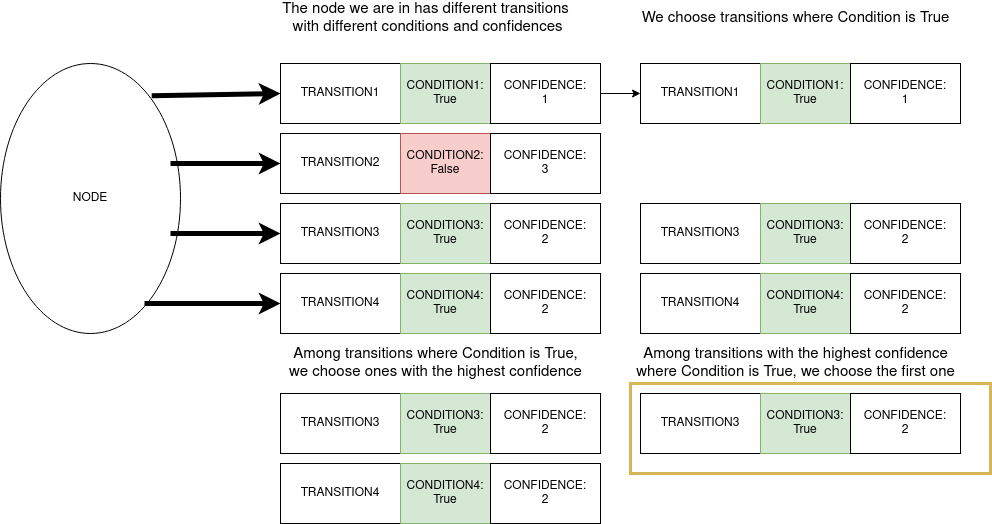 The node we are in has different transitions
with different conditions and confidences
We choose transitions where Condition is True
NODE
TRANSITION1
CONDITION1:
True
CONFIDENCE:
1
TRANSITION1
CONDITION1:
True
CONFIDENCE:
1
TRANSITION2
CONDITION2:
False
CONFIDENCE:
3
TRANSITION3
CONDITION3:
True
CONFIDENCE:
2
TRANSITION3
CONDITION3:
True
CONFIDENCE:
2
TRANSITION4
CONDITION4:
True
CONFIDENCE:
2
TRANSITION4
CONDITION4:
True
CONFIDENCE:
2
Among transitions where Condition is True,
we choose ones with the highest confidence
Among transitions with the highest confidence
where Condition is True, we choose the first one
TRANSITION3
CONDITION3:
True
CONFIDENCE:
2
TRANSITION3
CONDITION3:
True
CONFIDENCE:
2
TRANSITION4
CONDITION4:
True
CONFIDENCE:
2